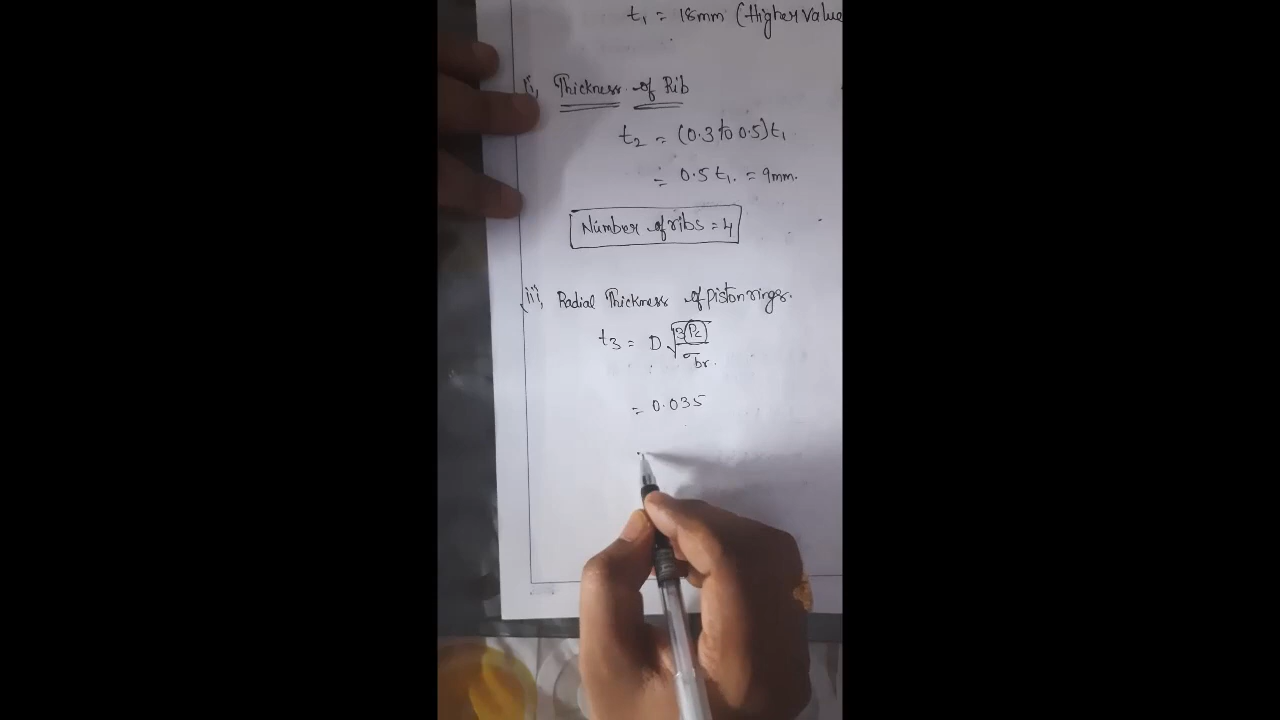 t₁ = 18mm (Higher Value
ii, Thickness of Rib
t₂ = (0.3 to 0.5)t₁
= 0.5 t₁. = 9mm.
Number of ribs = 4
iii, Radial Thickness of piston rings.
t₃ = D √(3Pc/σbr.)
= 0.035